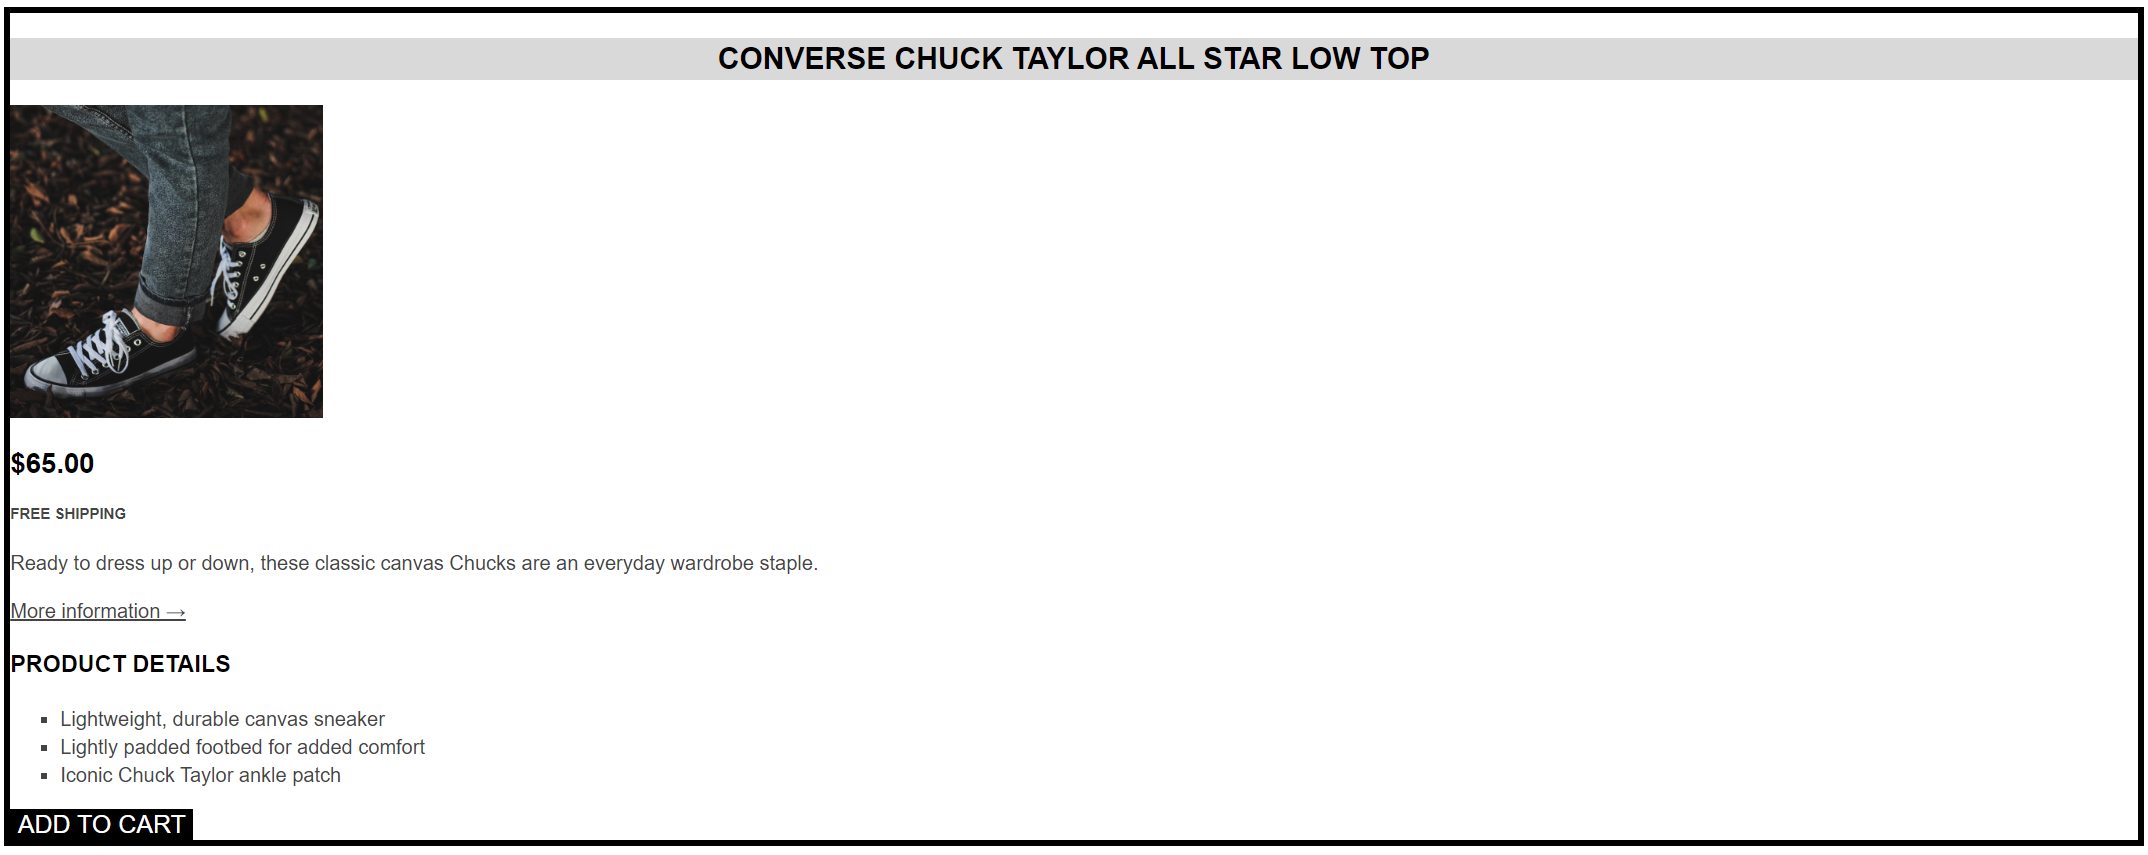 CONVERSE CHUCK TAYLOR ALL STAR LOW TOP
$65.00
FREE SHIPPING
Ready to dress up or down, these classic canvas Chucks are an everyday wardrobe staple.
More information →
PRODUCT DETAILS
Lightweight, durable canvas sneaker
Lightly padded footbed for added comfort
Iconic Chuck Taylor ankle patch
ADD TO CART